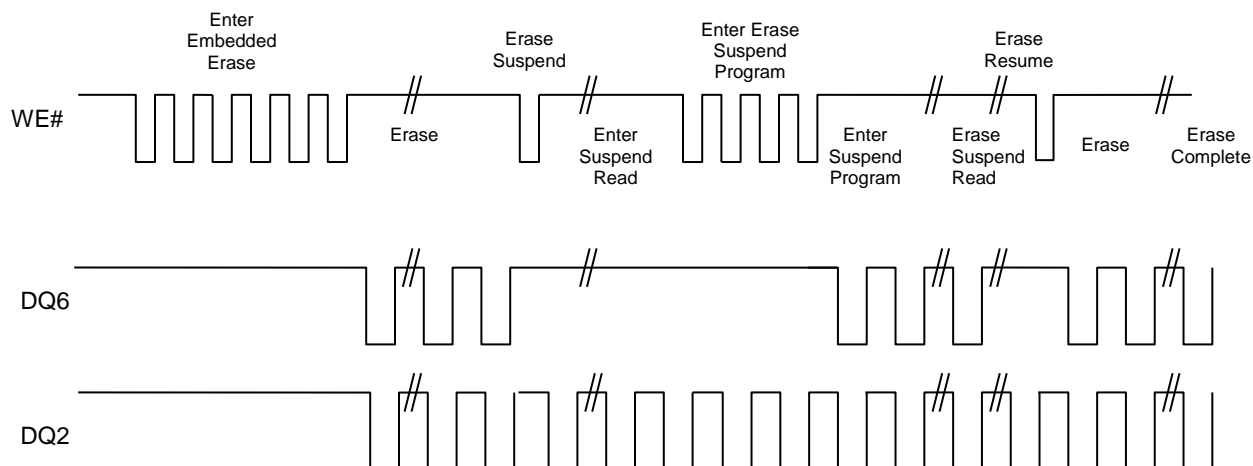 Enter
Embedded
Erase
Erase
Suspend
Enter Erase
Suspend
Program
Erase
Resume
WE#
Erase
Enter
Suspend
Read
Enter
Suspend
Program
Erase
Suspend
Read
Erase
Erase
Complete
DQ6
DQ2